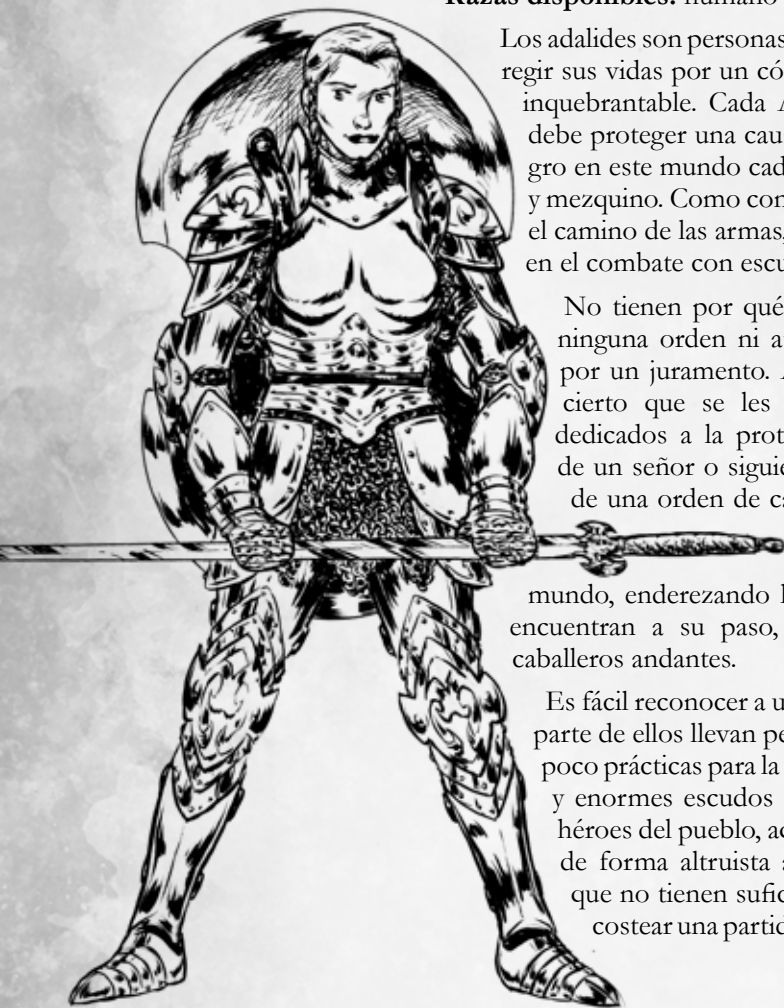 Razas disponibles: humano
Los adalides son personas
regir sus vidas por un có
inquebrantable. Cada A
debe proteger una cau
gro en este mundo cad
y mezquino. Como con
el camino de las armas,
en el combate con escu
No tienen por qué
ninguna orden ni a
por un juramento. A
cierto que se les
dedicados a la prot
de un señor o siguie
de una orden de ca
mundo, enderezando l
encuentran a su paso,
caballeros andantes.
Es fácil reconocer a u
parte de ellos llevan pe
poco prácticas para la
y enormes escudos
héroes del pueblo, ac
de forma altruista a
que no tienen sufic
costear una partid